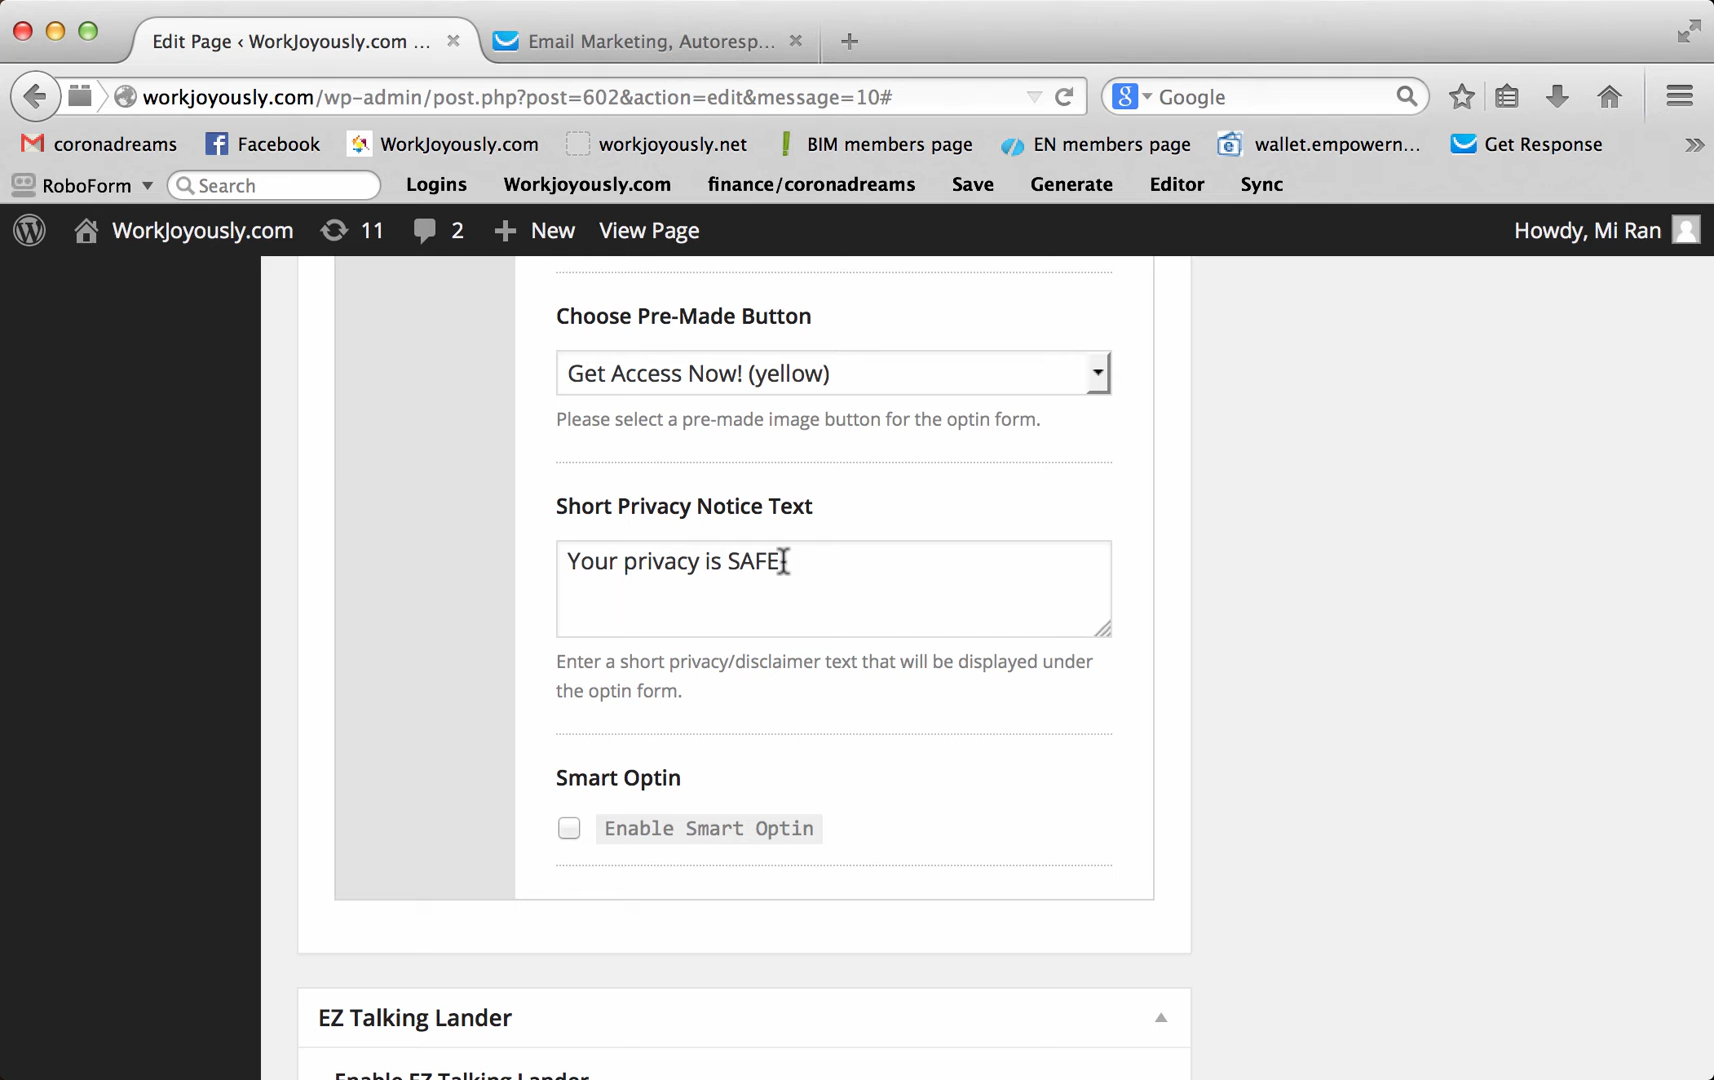 Edit Page ‹ WorkJoyously.com ...
Email Marketing, Autoresp...
workjoyously.com/wp-admin/post.php?post=602&action=edit&message=10#
Google
coronadreams
Facebook
WorkJoyously.com
workjoyously.net
BIM members page
EN members page
wallet.empowern...
Get Response
RoboForm
Search
Logins
Workjoyously.com
finance/coronadreams
Save
Generate
Editor
Sync
WorkJoyously.com
11
2
New
View Page
Howdy, Mi Ran
Choose Pre-Made Button
Get Access Now! (yellow)
Please select a pre-made image button for the optin form.
Short Privacy Notice Text
Your privacy is SAFE
Enter a short privacy/disclaimer text that will be displayed under
the optin form.
Smart Optin
Enable Smart Optin
EZ Talking Lander
Enable EZ Talking Lander